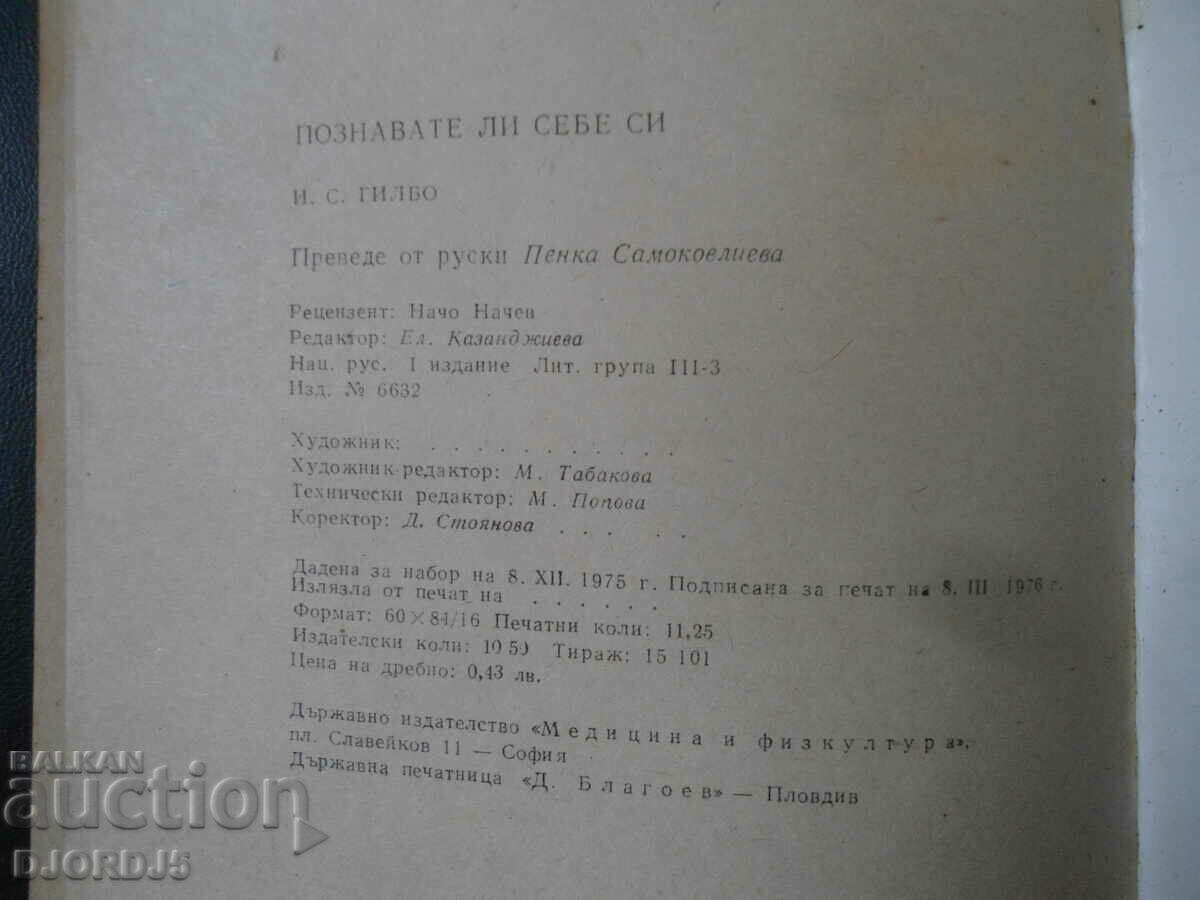 ПОЗНАВАТЕ ЛИ СЕБЕ СИ
И. С. ГИЛБО
Преведе от руски Пенка Самоковлиева
Рецензент: Начо Начев
Редактор: Ел. Казанджиева
Нац. рус. I издание Лит. група III-3
Изд. № 6632
Художник: . . . . . . . . . . .
Художник-редактор: М. Табакова
Технически редактор: М. Попова
Коректор: Д. Стоянова . . . . .
Дадена за набор на 8. XII. 1975 г. Подписана за печат на 8. III 1976 г.
Излязла от печат на . . . . . .
Формат: 60×84/16 Печатни коли: 11,25
Издателски коли: 10 50 Тираж: 15 101
Цена на дребно: 0,43 лв.
Държавно издателство «Медицина и физкултура»,
пл. Славейков 11 — София
Държавна печатница «Д. Благоев» — Пловдив
BALKAN
auction
DJORDJ5